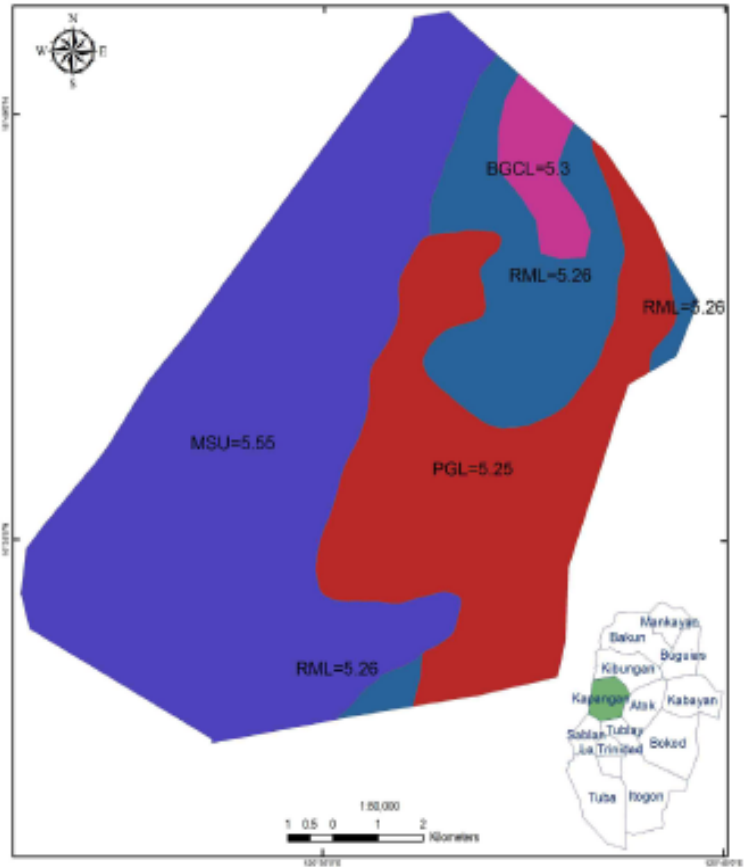 N
W E
S
BGCL=5.3
RML=5.26
RML=5.26
MSU=5.55
PGL=5.25
RML=5.26
Mankayan
Bakun
Buguias
Kibungan
Kapangan
Atok
Kabayan
Sablan
Tublay
La Trinidad
Bokod
Tuba
Itogon
1:60,000
1 0.5 0 1 2
Kilometers